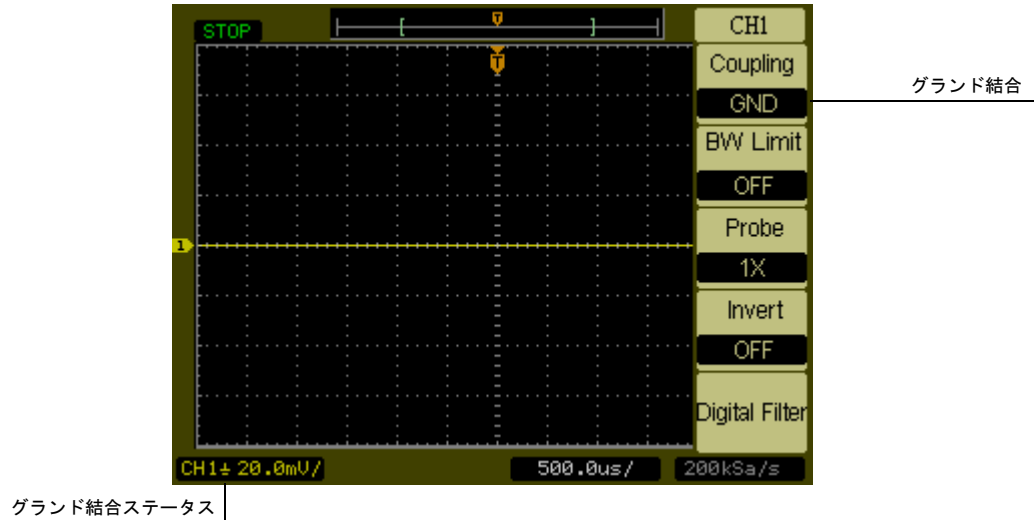 STOP
T
CH1
T
Coupling
GND
グランド結合
BW Limit
OFF
Probe
1
1X
Invert
OFF
Digital Filter
CH1⏚ 20.0mV/
500.0us/
200kSa/s
グランド結合ステータス